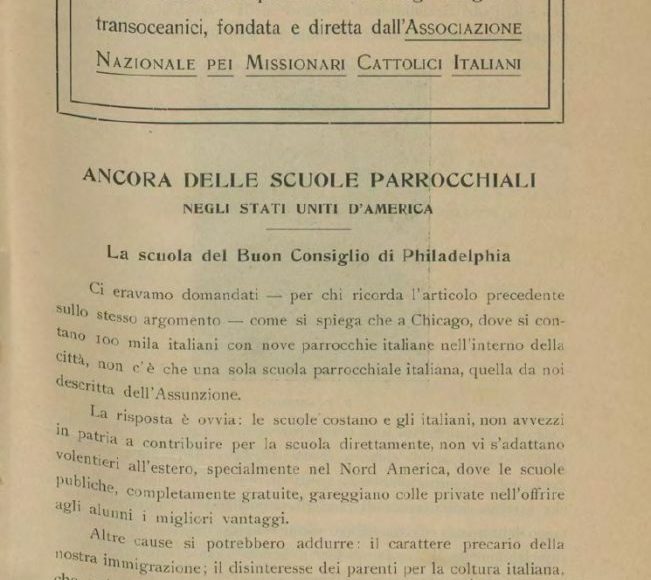 transoceanici, fondata e diretta dall'Associazione
Nazionale pei Missionari Cattolici Italiani
ANCORA DELLE SCUOLE PARROCCHIALI
NEGLI STATI UNITI D'AMERICA
La scuola del Buon Consiglio di Philadelphia
Ci eravamo domandati — per chi ricorda l'articolo precedente
sullo stesso argomento — come si spiega che a Chicago, dove si con-
tano 100 mila italiani con nove parrocchie italiane nell'interno della
città, non c'è che una sola scuola parrocchiale italiana, quella da noi
descritta dell'Assunzione.
La risposta è ovvia: le scuole costano e gli italiani, non avvezzi
in patria a contribuire per la scuola direttamente, non vi s'adattano
volentieri all'estero, specialmente nel Nord America, dove le scuole
publiche, completamente gratuite, gareggiano colle private nell'offrire
agli alunni i migliori vantaggi.
Altre cause si potrebbero addurre: il carattere precario della
nostra immigrazione; il disinteresse dei parenti per la coltura italiana,